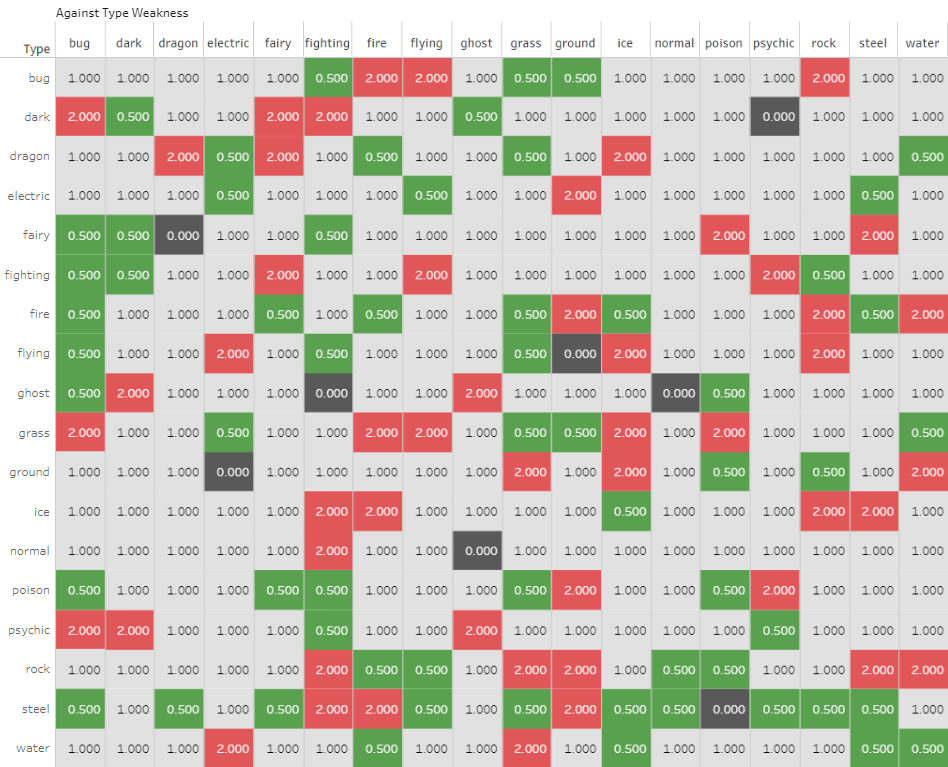 Against Type Weakness
Type bug dark dragon electric fairy fighting fire flying ghost grass ground ice normal poison psychic rock steel water
bug 1.000 1.000 1.000 1.000 1.000 0.500 2.000 2.000 1.000 0.500 0.500 1.000 1.000 1.000 1.000 2.000 1.000 1.000
dark 2.000 0.500 1.000 1.000 2.000 2.000 1.000 1.000 0.500 1.000 1.000 1.000 1.000 1.000 0.000 1.000 1.000 1.000
dragon 1.000 1.000 2.000 0.500 2.000 1.000 0.500 1.000 1.000 0.500 1.000 2.000 1.000 1.000 1.000 1.000 1.000 0.500
electric 1.000 1.000 1.000 0.500 1.000 1.000 1.000 0.500 1.000 1.000 2.000 1.000 1.000 1.000 1.000 1.000 0.500 1.000
fairy 0.500 0.500 0.000 1.000 1.000 0.500 1.000 1.000 1.000 1.000 1.000 1.000 1.000 2.000 1.000 1.000 2.000 1.000
fighting 0.500 0.500 1.000 1.000 2.000 1.000 1.000 2.000 1.000 1.000 1.000 1.000 1.000 1.000 2.000 0.500 1.000 1.000
fire 0.500 1.000 1.000 1.000 0.500 1.000 0.500 1.000 1.000 0.500 2.000 0.500 1.000 1.000 1.000 2.000 0.500 2.000
flying 0.500 1.000 1.000 2.000 1.000 0.500 1.000 1.000 1.000 0.500 0.000 2.000 1.000 1.000 1.000 2.000 1.000 1.000
ghost 0.500 2.000 1.000 1.000 1.000 0.000 1.000 1.000 2.000 1.000 1.000 1.000 0.000 0.500 1.000 1.000 1.000 1.000
grass 2.000 1.000 1.000 0.500 1.000 1.000 2.000 2.000 1.000 0.500 0.500 2.000 1.000 2.000 1.000 1.000 1.000 0.500
ground 1.000 1.000 1.000 0.000 1.000 1.000 1.000 1.000 1.000 2.000 1.000 2.000 1.000 0.500 1.000 0.500 1.000 2.000
ice 1.000 1.000 1.000 1.000 1.000 2.000 2.000 1.000 1.000 1.000 1.000 0.500 1.000 1.000 1.000 2.000 2.000 1.000
normal 1.000 1.000 1.000 1.000 1.000 2.000 1.000 1.000 0.000 1.000 1.000 1.000 1.000 1.000 1.000 1.000 1.000 1.000
poison 0.500 1.000 1.000 1.000 0.500 0.500 1.000 1.000 1.000 0.500 2.000 1.000 1.000 0.500 2.000 1.000 1.000 1.000
psychic 2.000 2.000 1.000 1.000 1.000 0.500 1.000 1.000 2.000 1.000 1.000 1.000 1.000 1.000 0.500 1.000 1.000 1.000
rock 1.000 1.000 1.000 1.000 1.000 2.000 0.500 0.500 1.000 2.000 2.000 1.000 0.500 0.500 1.000 1.000 2.000 2.000
steel 0.500 1.000 0.500 1.000 0.500 2.000 2.000 0.500 1.000 0.500 2.000 0.500 0.500 0.000 0.500 0.500 0.500 1.000
water 1.000 1.000 1.000 2.000 1.000 1.000 0.500 1.000 1.000 2.000 1.000 0.500 1.000 1.000 1.000 1.000 0.500 0.500